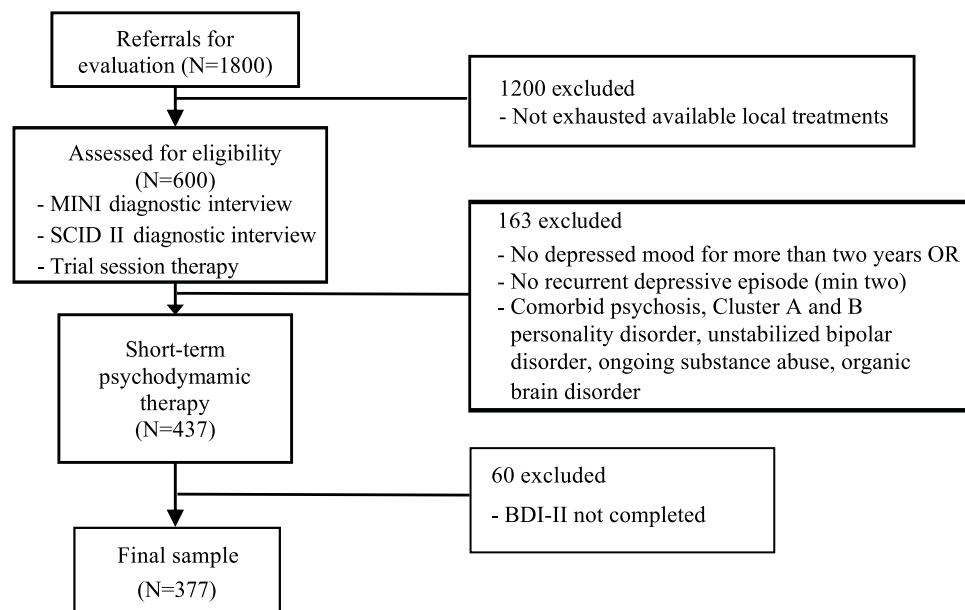 Referrals for
evaluation (N=1800)
1200 excluded
- Not exhausted available local treatments
Assessed for eligibility
(N=600)
- MINI diagnostic interview
- SCID II diagnostic interview
- Trial session therapy
163 excluded
- No depressed mood for more than two years OR
- No recurrent depressive episode (min two)
- Comorbid psychosis, Cluster A and B
personality disorder, unstabilized bipolar
disorder, ongoing substance abuse, organic
brain disorder
Short-term
psychodymamic
therapy
(N=437)
60 excluded
- BDI-II not completed
Final sample
(N=377)